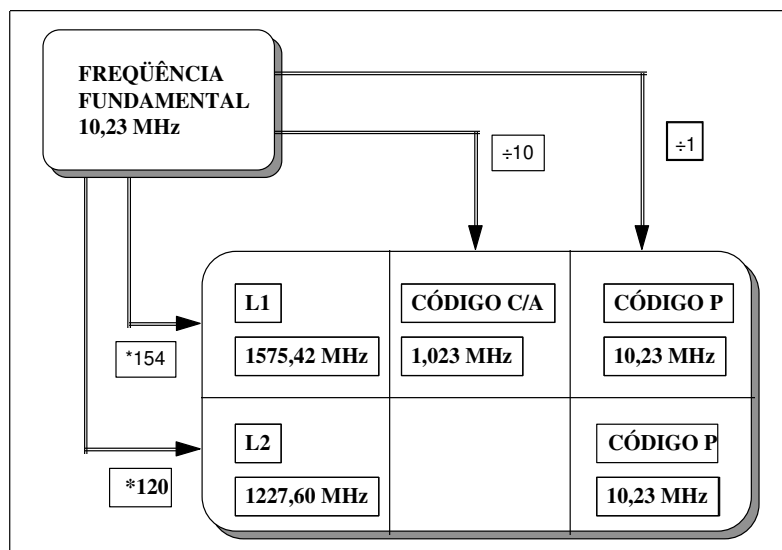 FREQÜÊNCIA
FUNDAMENTAL
10,23 MHz
÷10
÷1
L1
CÓDIGO C/A
CÓDIGO P
*154
1575,42 MHz
1,023 MHz
10,23 MHz
L2
CÓDIGO P
*120
1227,60 MHz
10,23 MHz